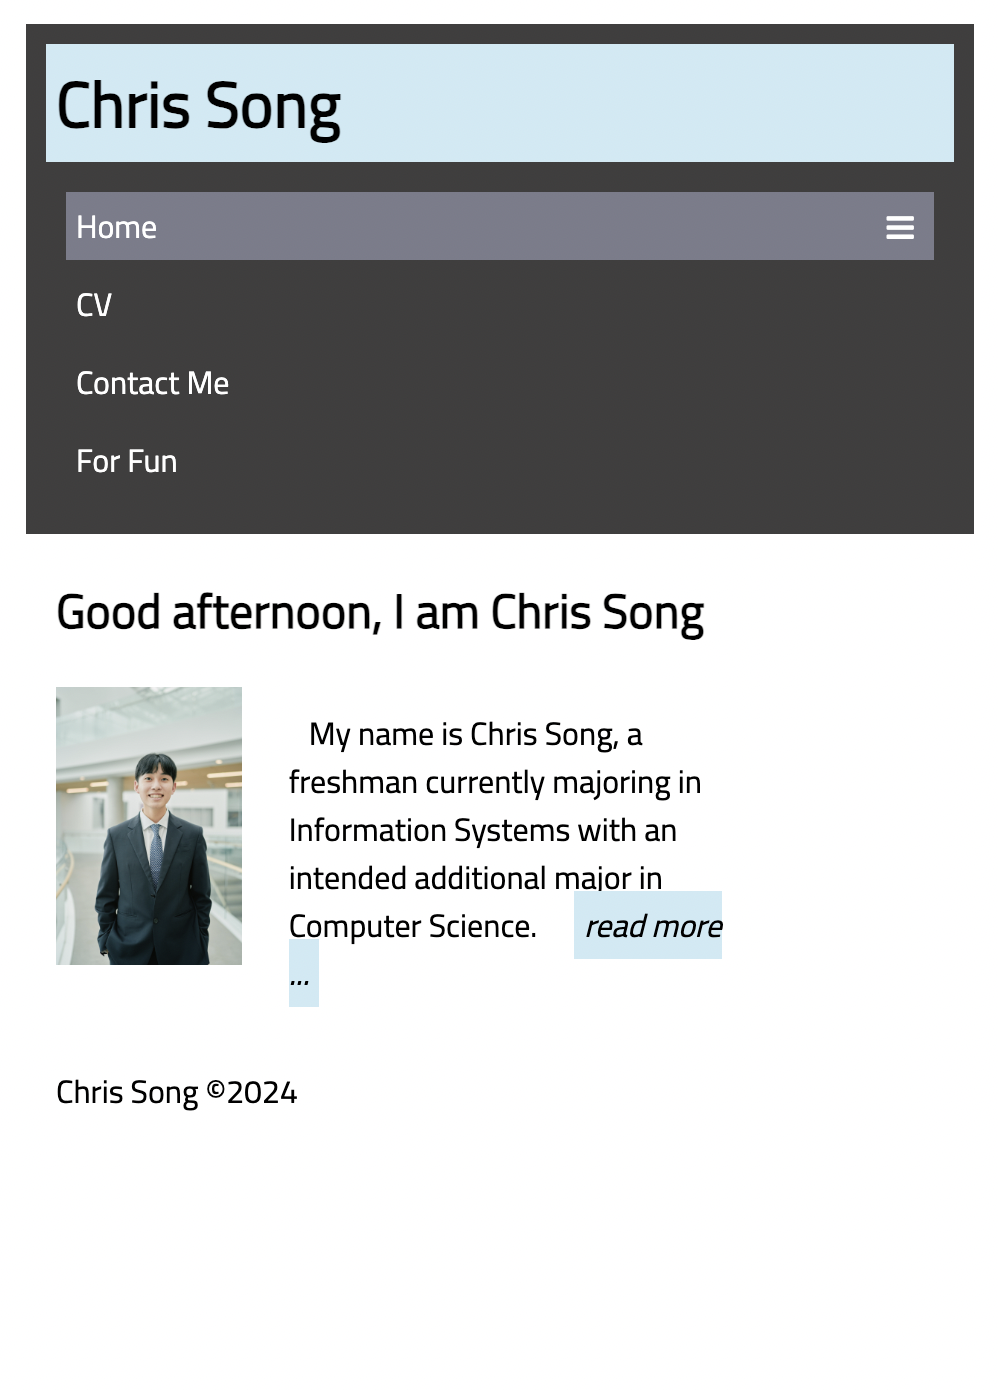 Chris Song
Home
CV
Contact Me
For Fun
Good afternoon, I am Chris Song
My name is Chris Song, a
freshman currently majoring in
Information Systems with an
intended additional major in
Computer Science. read more
...
Chris Song ©2024